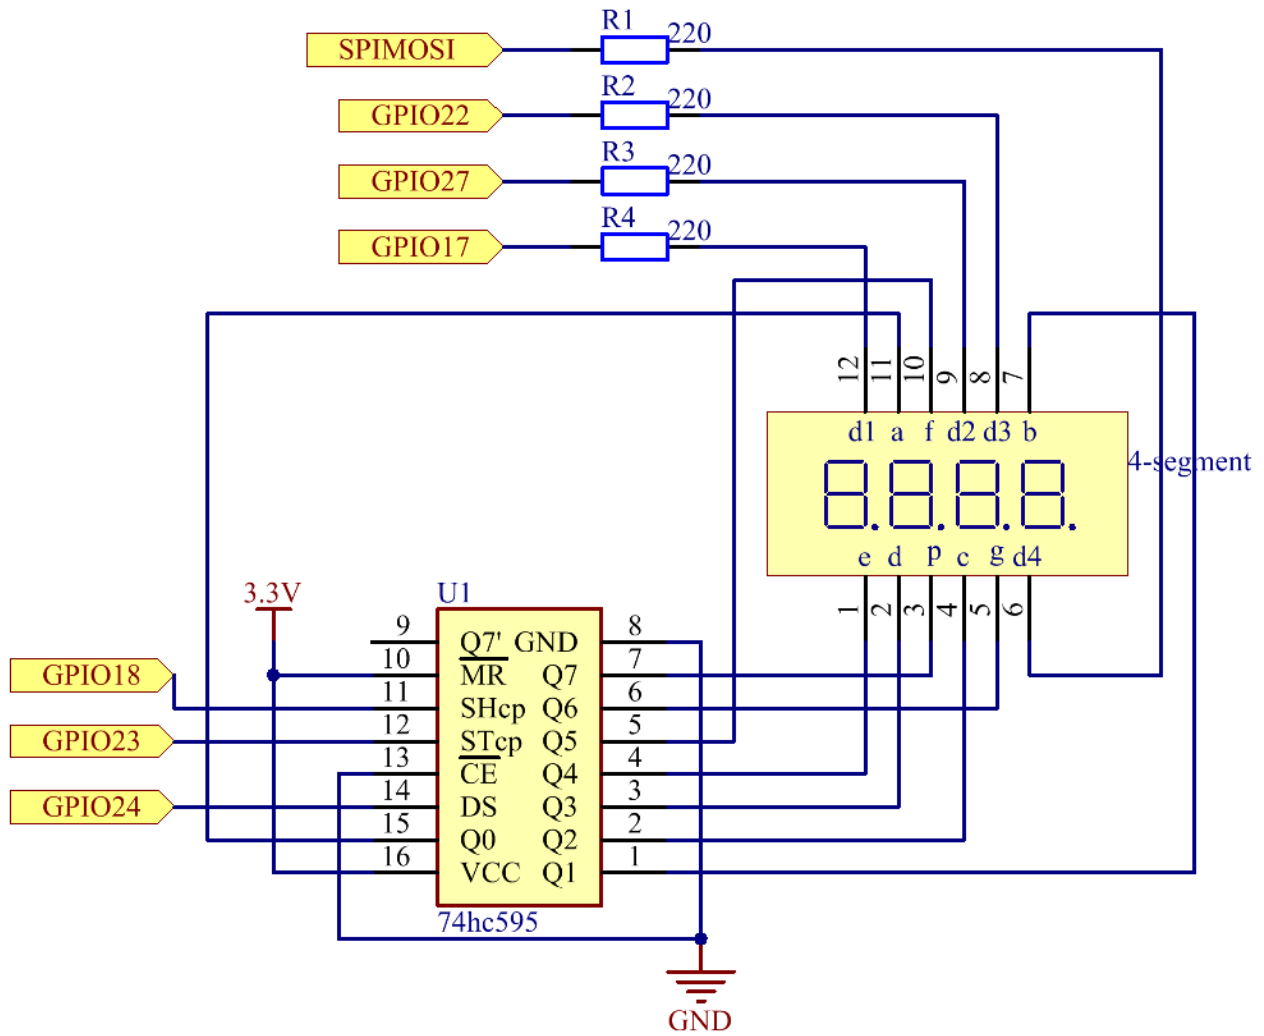 R1
SPIMOSI
220
R2
GPIO22
220
R3
GPIO27
220
R4
GPIO17
220
12 11 10 9 8 7
d1 a f d2 d3 b
4-segment
e d p c g d4
1 2 3 4 5 6
3.3V
U1
9 Q7' GND 8
GPIO18
10 MR Q7 7
11 SHcp Q6 6
GPIO23
12 STcp Q5 5
13 CE Q4 4
GPIO24
14 DS Q3 3
15 Q0 Q2 2
16 VCC Q1 1
74hc595
GND